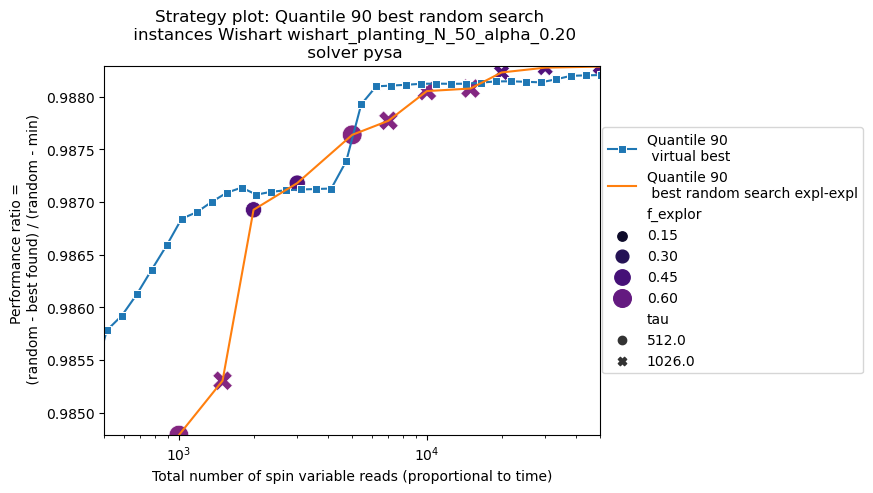 Strategy plot: Quantile 90 best random search
instances Wishart wishart_planting_N_50_alpha_0.20
solver pysa
Performance ratio =
(random - best found) / (random - min)
0.9880
0.9875
0.9870
0.9865
0.9860
0.9855
0.9850
10³
10⁴
Total number of spin variable reads (proportional to time)
Quantile 90
virtual best
Quantile 90
best random search expl-expl
f_explor
0.15
0.30
0.45
0.60
tau
512.0
1026.0